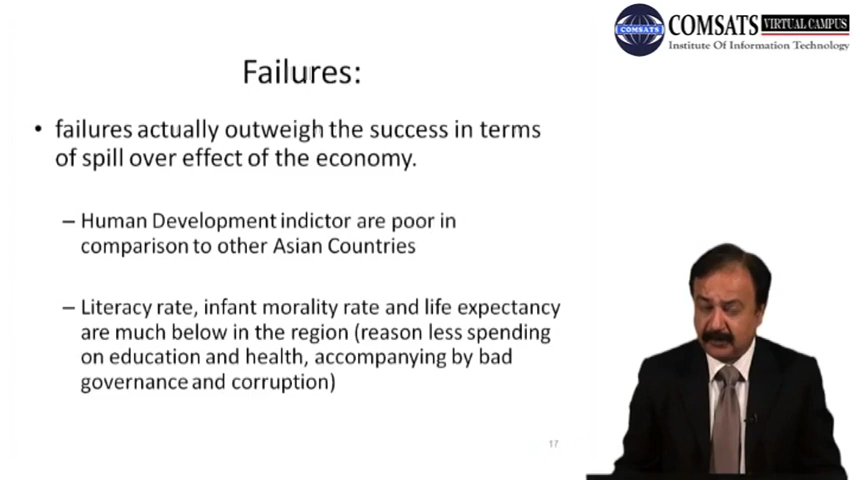 COMSATS VIRTUAL CAMPUS
COMSATS
Institute Of Information Technology
Failures:
• failures actually outweigh the success in terms
of spill over effect of the economy.
– Human Development indictor are poor in
comparison to other Asian Countries
– Literacy rate, infant morality rate and life expectancy
are much below in the region (reason less spending
on education and health, accompanying by bad
governance and corruption)
17